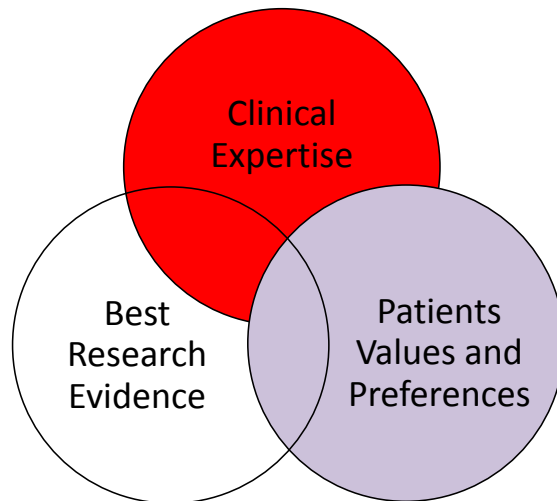 Clinical
Expertise
Best
Research
Evidence
Patients
Values and
Preferences